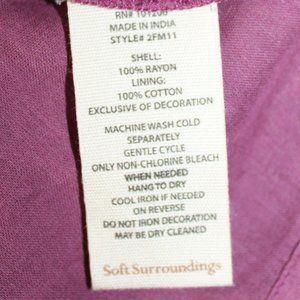 RN# 101206
MADE IN INDIA
STYLE# 2FM11
SHELL:
100% RAYON
LINING:
100% COTTON
EXCLUSIVE OF DECORATION
MACHINE WASH COLD
SEPARATELY
GENTLE CYCLE
ONLY NON-CHLORINE BLEACH
WHEN NEEDED
HANG TO DRY
COOL IRON IF NEEDED
ON REVERSE
DO NOT IRON DECORATION
MAY BE DRY CLEANED
Soft Surroundings